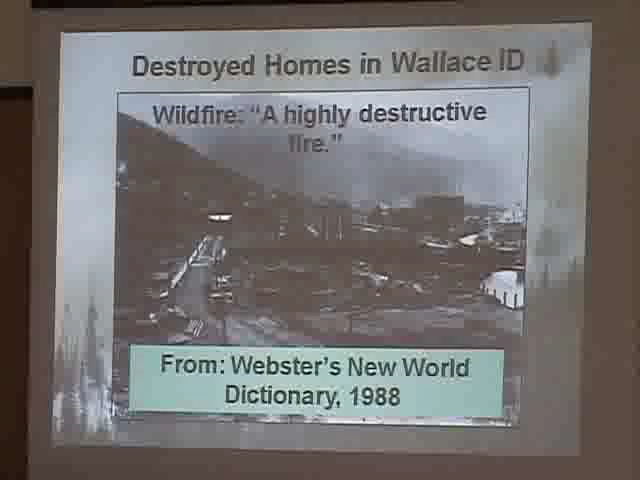 Destroyed Homes in Wallace ID
Wildfire: “A highly destructive
fire.”
From: Webster’s New World
Dictionary, 1988